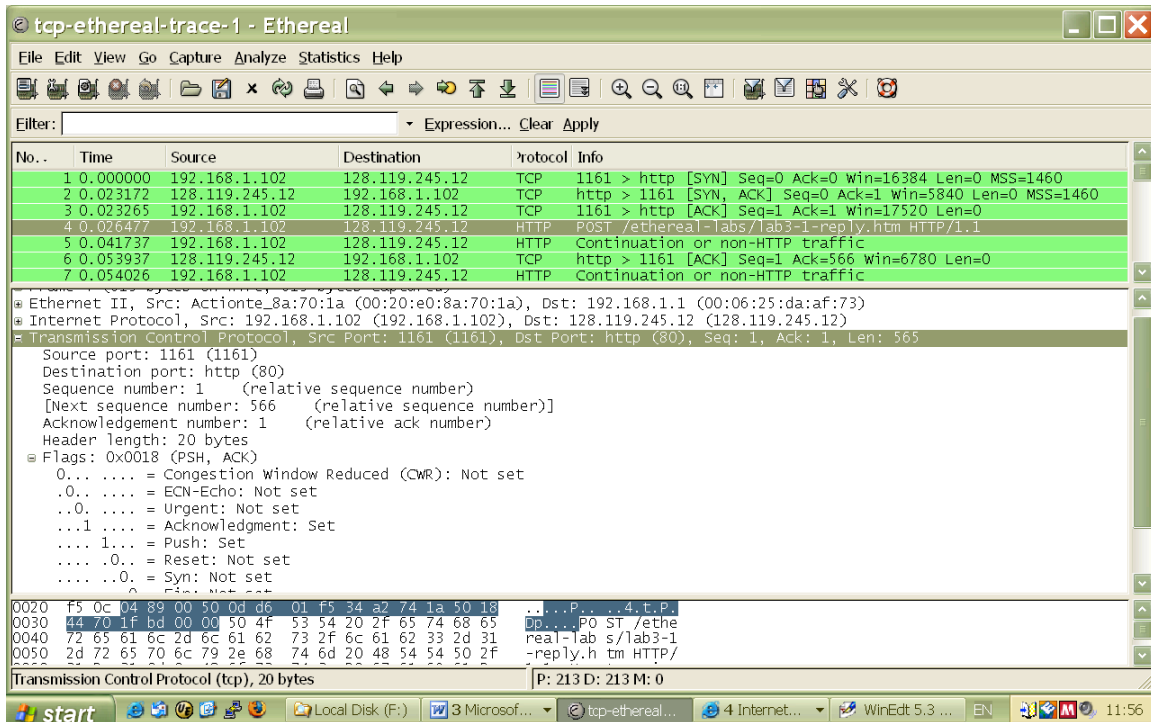 tcp-ethereal-trace-1 - Ethereal
File Edit View Go Capture Analyze Statistics Help
Filter: Expression... Clear Apply
No. . Time Source Destination Protocol Info
1 0.000000 192.168.1.102 128.119.245.12 TCP 1161 > http [SYN] Seq=0 Ack=0 Win=16384 Len=0 MSS=1460
2 0.023172 128.119.245.12 192.168.1.102 TCP http > 1161 [SYN, ACK] Seq=0 Ack=1 Win=5840 Len=0 MSS=1460
3 0.023265 192.168.1.102 128.119.245.12 TCP 1161 > http [ACK] Seq=1 Ack=1 Win=17520 Len=0
4 0.026477 192.168.1.102 128.119.245.12 HTTP POST /ethereal-labs/lab3-1-reply.htm HTTP/1.1
5 0.041737 192.168.1.102 128.119.245.12 HTTP Continuation or non-HTTP traffic
6 0.053937 128.119.245.12 192.168.1.102 TCP http > 1161 [ACK] Seq=1 Ack=566 Win=6780 Len=0
7 0.054026 192.168.1.102 128.119.245.12 HTTP Continuation or non-HTTP traffic
Ethernet II, Src: Actionte_8a:70:1a (00:20:e0:8a:70:1a), Dst: 192.168.1.1 (00:06:25:da:af:73)
Internet Protocol, Src: 192.168.1.102 (192.168.1.102), Dst: 128.119.245.12 (128.119.245.12)
Transmission Control Protocol, Src Port: 1161 (1161), Dst Port: http (80), Seq: 1, Ack: 1, Len: 565
Source port: 1161 (1161)
Destination port: http (80)
Sequence number: 1 (relative sequence number)
[Next sequence number: 566 (relative sequence number)]
Acknowledgement number: 1 (relative ack number)
Header length: 20 bytes
Flags: 0x0018 (PSH, ACK)
0... .... = Congestion Window Reduced (CWR): Not set
.0.. .... = ECN-Echo: Not set
..0. .... = Urgent: Not set
...1 .... = Acknowledgment: Set
.... 1... = Push: Set
.... .0.. = Reset: Not set
.... ..0. = Syn: Not set
0020 f5 0c 04 89 00 50 0d d6 01 f5 34 a2 74 1a 50 18 .....P.. ..4.t.P.
0030 44 70 1f bd 00 00 50 4f 53 54 20 2f 65 74 68 65 Dp....PO ST /ethe
0040 72 65 61 6c 2d 6c 61 62 73 2f 6c 61 62 33 2d 31 real-lab s/lab3-1
0050 2d 72 65 70 6c 79 2e 68 74 6d 20 48 54 54 50 2f -reply.h tm HTTP/
Transmission Control Protocol (tcp), 20 bytes P: 213 D: 213 M: 0
start Local Disk (F:) 3 Microsof... tcp-ethereal... 4 Internet... WinEdt 5.3 ... EN 11:56